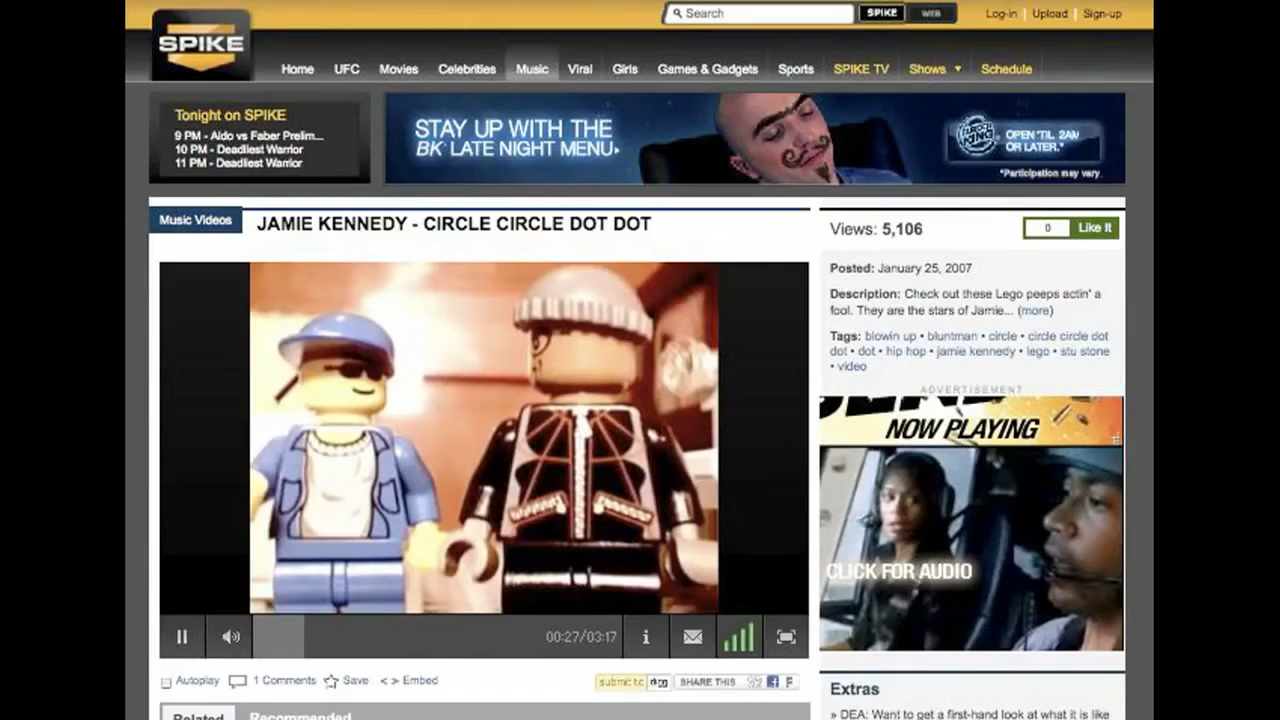 Search
SPIKE
WEB
Log-in | Upload | Sign-up
SPIKE
Home UFC Movies Celebrities Music Viral Girls Games & Gadgets Sports SPIKE TV Shows Schedule
Tonight on SPIKE
9 PM - Aldo vs Faber Prelim...
10 PM - Deadliest Warrior
11 PM - Deadliest Warrior
STAY UP WITH THE
BK LATE NIGHT MENU
BURGER KING
OPEN 'TIL 2AM
OR LATER.*
*Participation may vary.
Music Videos
JAMIE KENNEDY - CIRCLE CIRCLE DOT DOT
Views: 5,106
0 Like It
Posted: January 25, 2007
Description: Check out these Lego peeps actin' a
fool. They are the stars of Jamie... (more)
Tags: blowin up • bluntman • circle • circle circle dot
dot • dot • hip hop • jamie kennedy • lego • stu stone
• video
ADVERTISEMENT
NOW PLAYING
CLICK FOR AUDIO
00:27/03:17
i
Autoplay 1 Comments Save < > Embed
submit to digg SHARE THIS
Extras
» DEA: Want to get a first-hand look at what it is like
Related Recommended